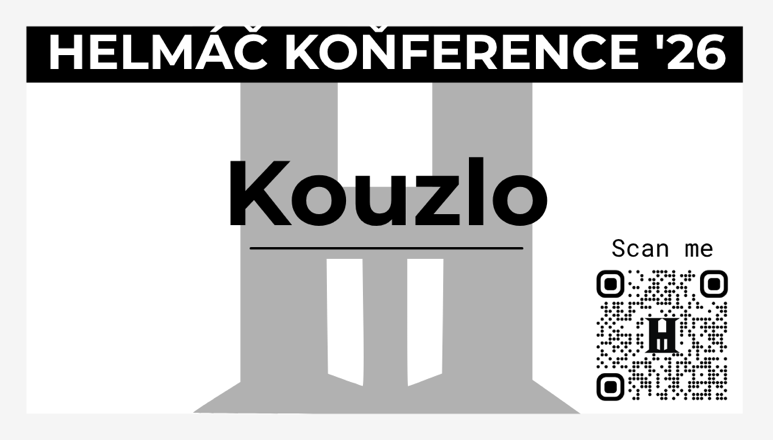 HELMÁČ KOŇFERENCE '26
Kouzlo
Scan me
H